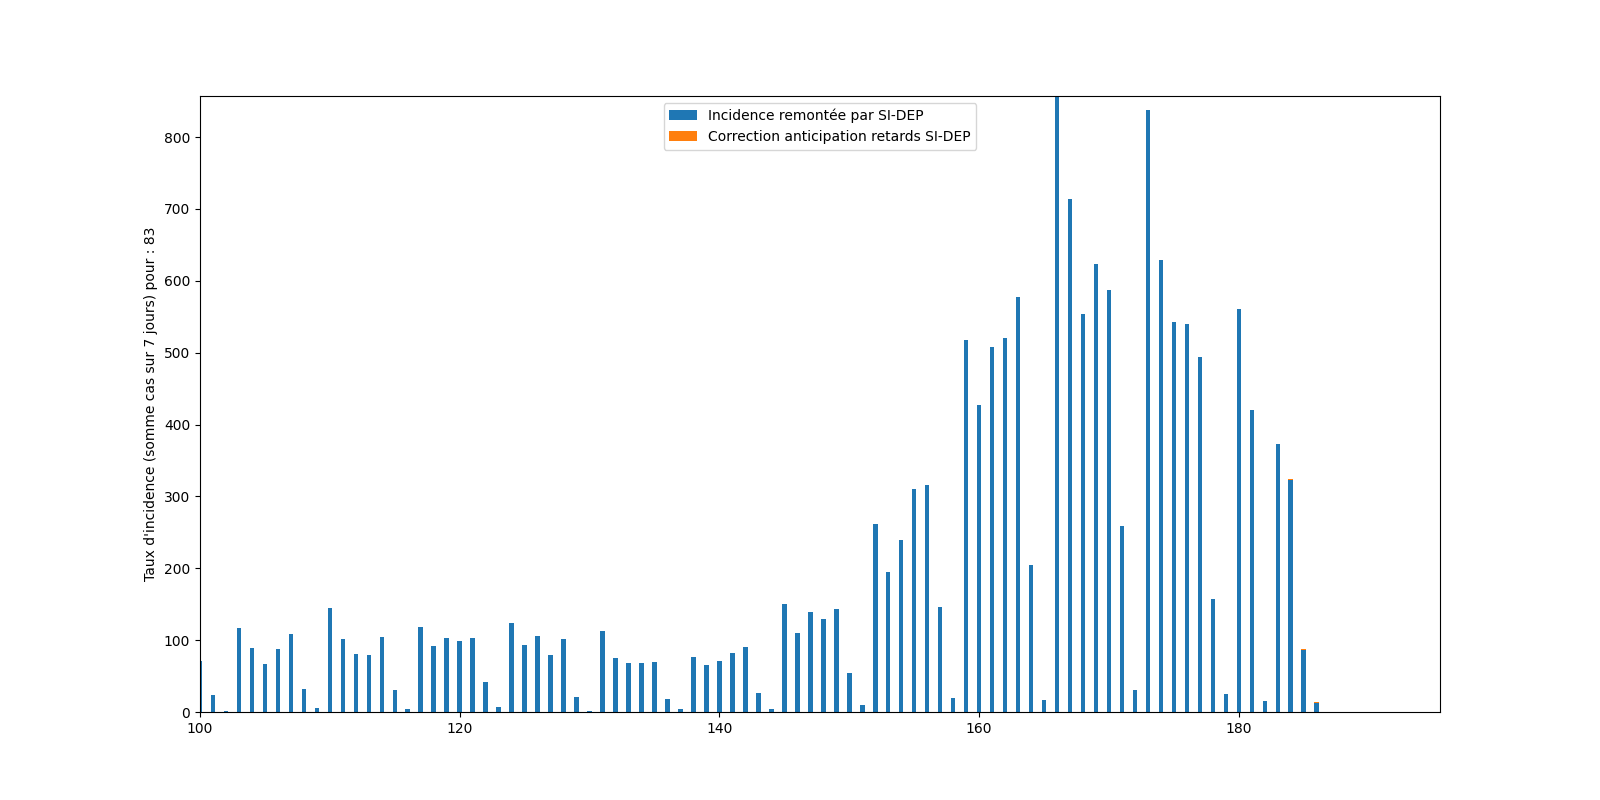 Incidence remontée par SI-DEP
Correction anticipation retards SI-DEP
Taux d'incidence (somme cas sur 7 jours) pour : 83
800
700
600
500
400
300
200
100
0
100 120 140 160 180